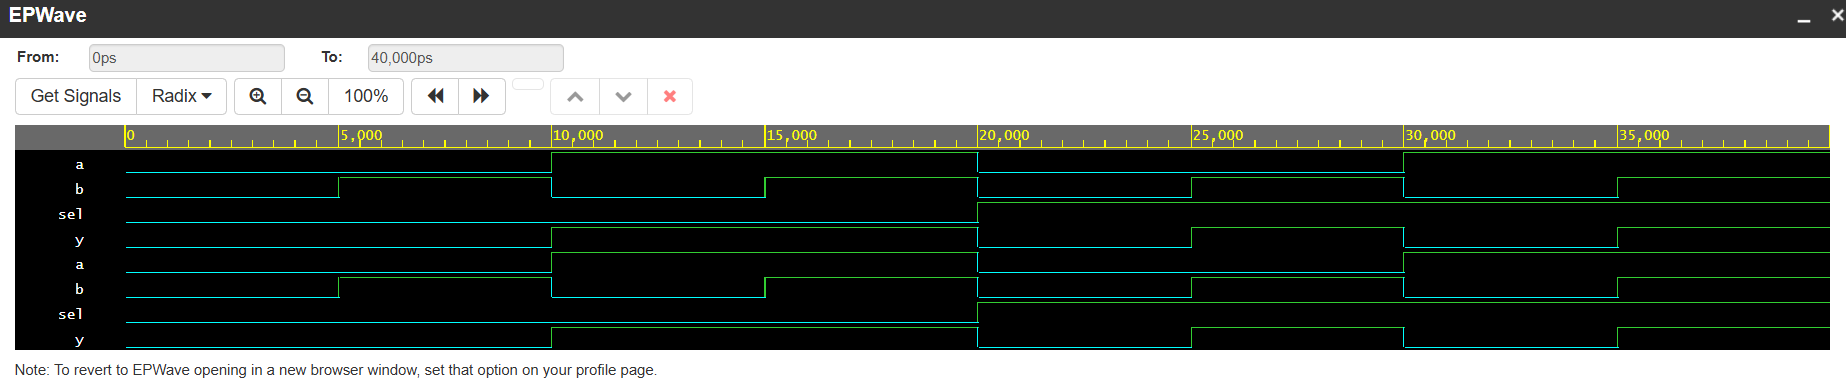 EPWave
From: 0ps To: 40,000ps
Get Signals Radix 100%
0 5,000 10,000 15,000 20,000 25,000 30,000 35,000
a
b
sel
y
a
b
sel
y
Note: To revert to EPWave opening in a new browser window, set that option on your profile page.